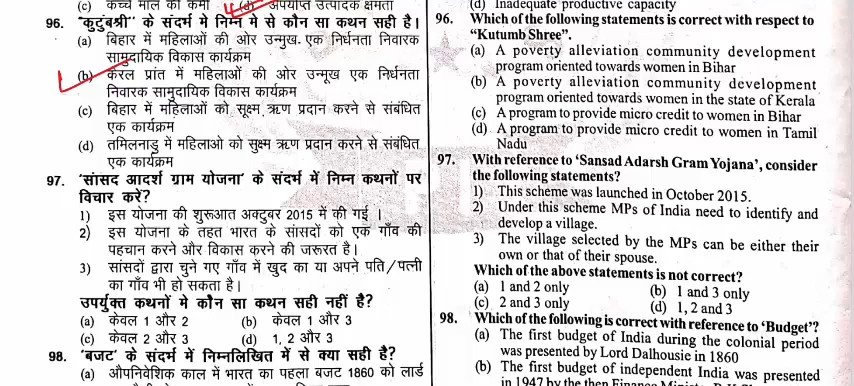 (c) कच्चे माल की कमी (d) अपर्याप्त उत्पादक क्षमता
96. "कुटुंबश्री" के संदर्भ मे निम्न मे से कौन सा कथन सही है।
(a) बिहार में महिलाओं की ओर उन्मुख एक निर्धनता निवारक
सामुदायिक विकास कार्यक्रम
(b) केरल प्रांत में महिलाओं की ओर उन्मूख एक निर्धनता
निवारक सामुदायिक विकास कार्यक्रम
(c) बिहार में महिलाओं को सूक्ष्म ऋण प्रदान करने से संबंधित
एक कार्यक्रम
(d) तमिलनाडु में महिलाओ को सुक्ष्म ऋण प्रदान करने से संबंधित
एक कार्यक्रम
97. 'सांसद आदर्श ग्राम योजना' के संदर्भ में निम्न कथनों पर
विचार करें?
1) इस योजना की शुरूआत अक्टुबर 2015 में की गई ।
2) इस योजना के तहत भारत के सांसदों को एक गाँव की
पहचान करने और विकास करने की जरूरत है।
3) सांसदों द्वारा चुने गए गाँव में खुद का या अपने पति/पत्नी
का गाँव भी हो सकता है।
उपर्युक्त कथनों मे कौन सा कथन सही नहीं है?
(a) केवल 1 और 2 (b) केवल 1 और 3
(c) केवल 2 और 3 (d) 1, 2 और 3
98. 'बजट' के संदर्भ में निम्नलिखित में से क्या सही है?
(a) औपनिवेशिक काल में भारत का पहला बजट 1860 को लार्ड
(d) Inadequate productive capacity
96. Which of the following statements is correct with respect to
"Kutumb Shree".
(a) A poverty alleviation community development
program oriented towards women in Bihar
(b) A poverty alleviation community development
program oriented towards women in the state of Kerala
(c) A program to provide micro credit to women in Bihar
(d) A program to provide micro credit to women in Tamil
Nadu
97. With reference to 'Sansad Adarsh Gram Yojana', consider
the following statements?
1) This scheme was launched in October 2015.
2) Under this scheme MPs of India need to identify and
develop a village.
3) The village selected by the MPs can be either their
own or that of their spouse.
Which of the above statements is not correct?
(a) 1 and 2 only (b) 1 and 3 only
(c) 2 and 3 only (d) 1, 2 and 3
98. Which of the following is correct with reference to 'Budget'?
(a) The first budget of India during the colonial period
was presented by Lord Dalhousie in 1860
(b) The first budget of independent India was presented
in 1947 by the then Finance